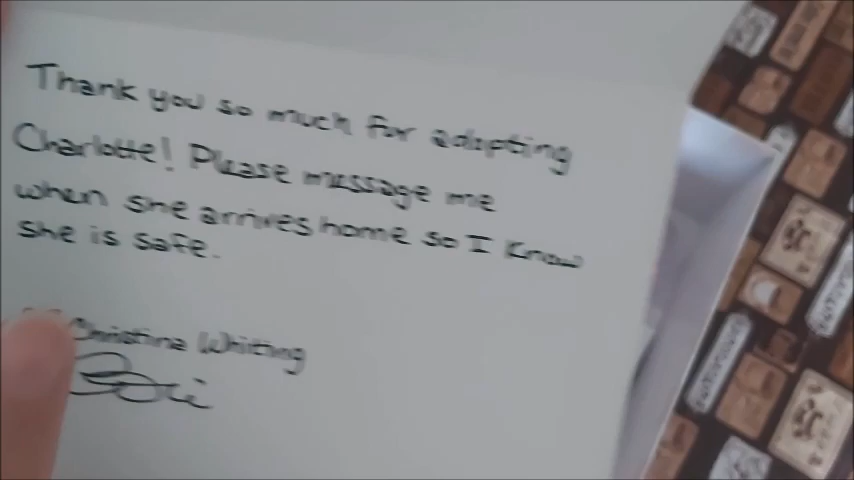 Thank you so much for adopting
Charlotte! Please message me
when she arrives home so I know
she is safe.
Christina Whiting